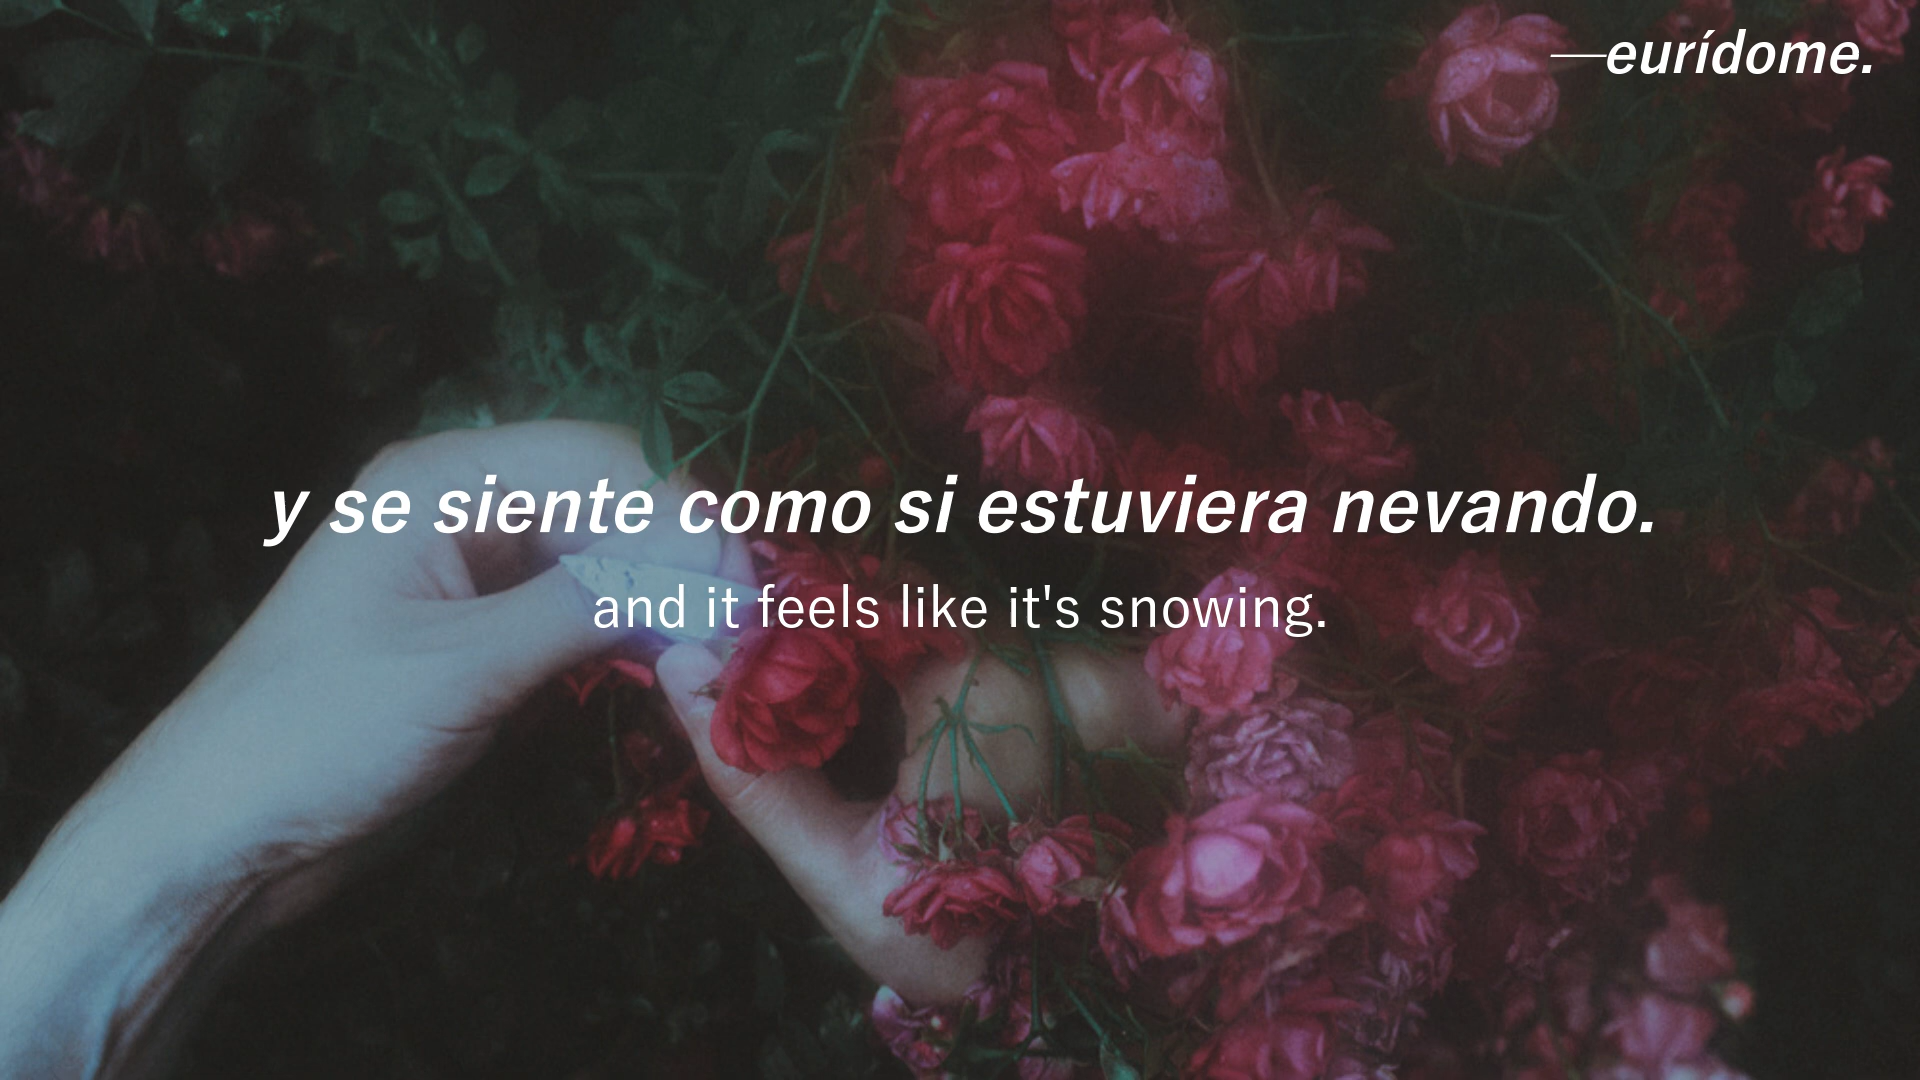 —eurídome.
y se siente como si estuviera nevando.
and it feels like it's snowing.